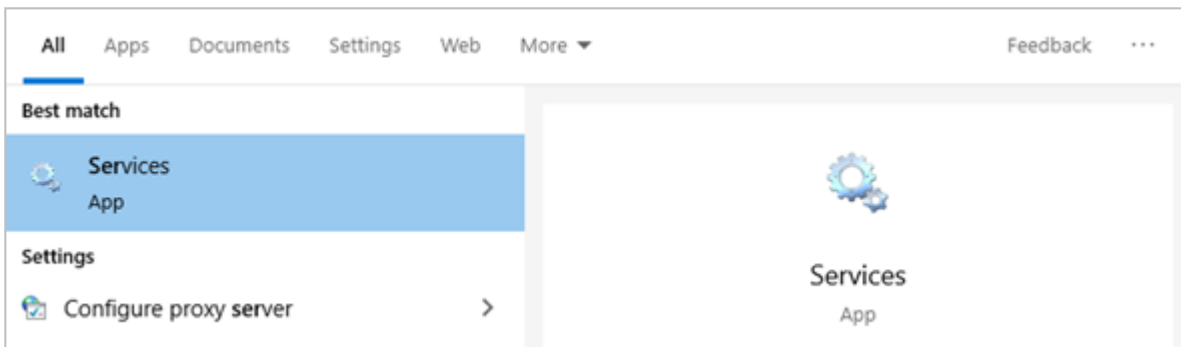 All Apps Documents Settings Web More Feedback ...
Best match
Services
App
Settings
Configure proxy server
Services
App